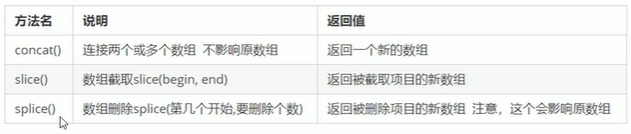 方法名 说明 返回值
concat() 连接两个或多个数组 不影响原数组 返回一个新的数组
slice() 数组截取slice(begin, end) 返回被截取项目的新数组
splice() 数组删除splice(第几个开始,要删除个数) 返回被删除项目的新数组 注意，这个会影响原数组